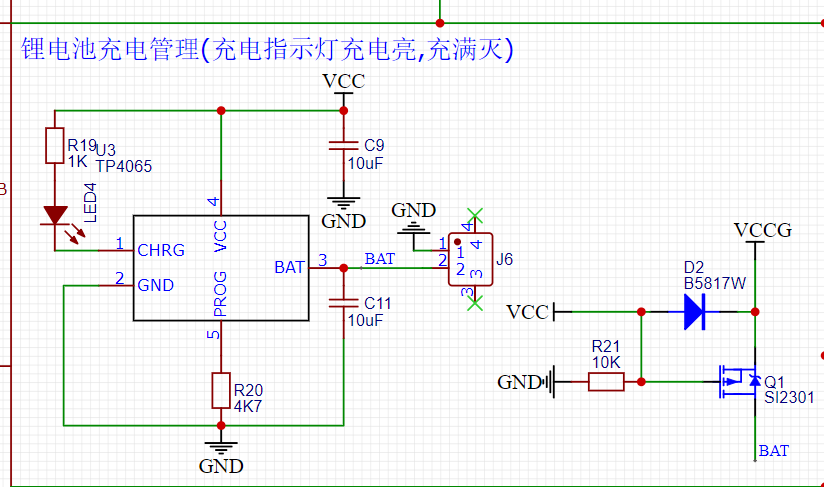 锂电池充电管理(充电指示灯充电亮,充满灭)
VCC
R19
1K
U3
TP4065
LED4
C9
10uF
GND
4
VCC
1
CHRG
2
GND
BAT
3
BAT
PROG
5
C11
10uF
R20
4K7
GND
GND
4
4
1
1
2
2
3
3
J6
VCCG
D2
B5817W
VCC
R21
10K
GND
Q1
SI2301
BAT
B